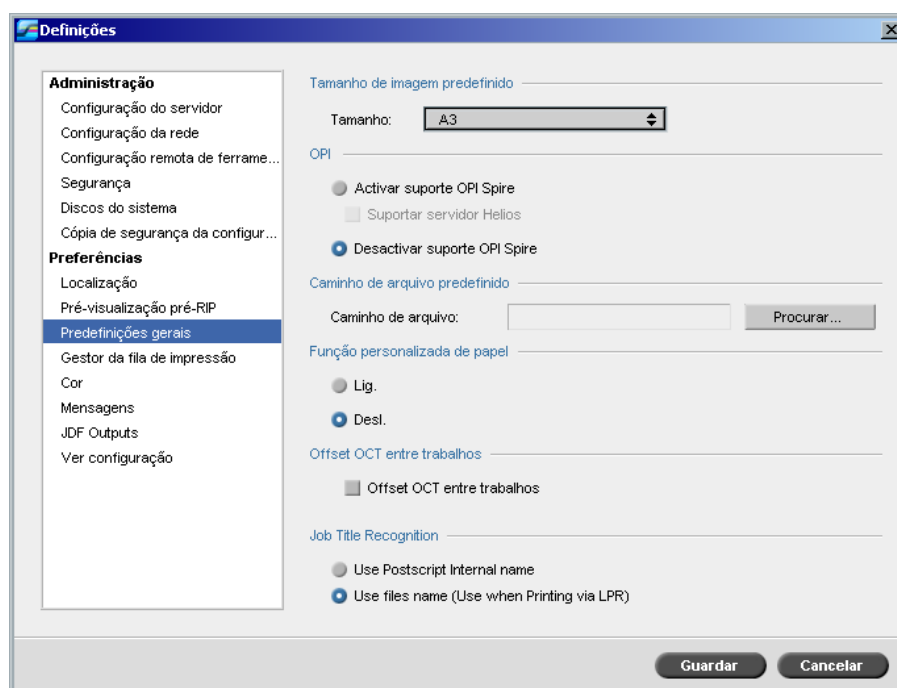 Definições
Administração
Configuração do servidor
Configuração da rede
Configuração remota de ferrame...
Segurança
Discos do sistema
Cópia de segurança da configur...
Preferências
Localização
Pré-visualização pré-RIP
Predefinições gerais
Gestor da fila de impressão
Cor
Mensagens
JDF Outputs
Ver configuração
Tamanho de imagem predefinido
Tamanho: A3
OPI
Activar suporte OPI Spire
Suportar servidor Helios
Desactivar suporte OPI Spire
Caminho de arquivo predefinido
Caminho de arquivo: Procurar...
Função personalizada de papel
Lig.
Desl.
Offset OCT entre trabalhos
Offset OCT entre trabalhos
Job Title Recognition
Use Postscript Internal name
Use files name (Use when Printing via LPR)
Guardar Cancelar